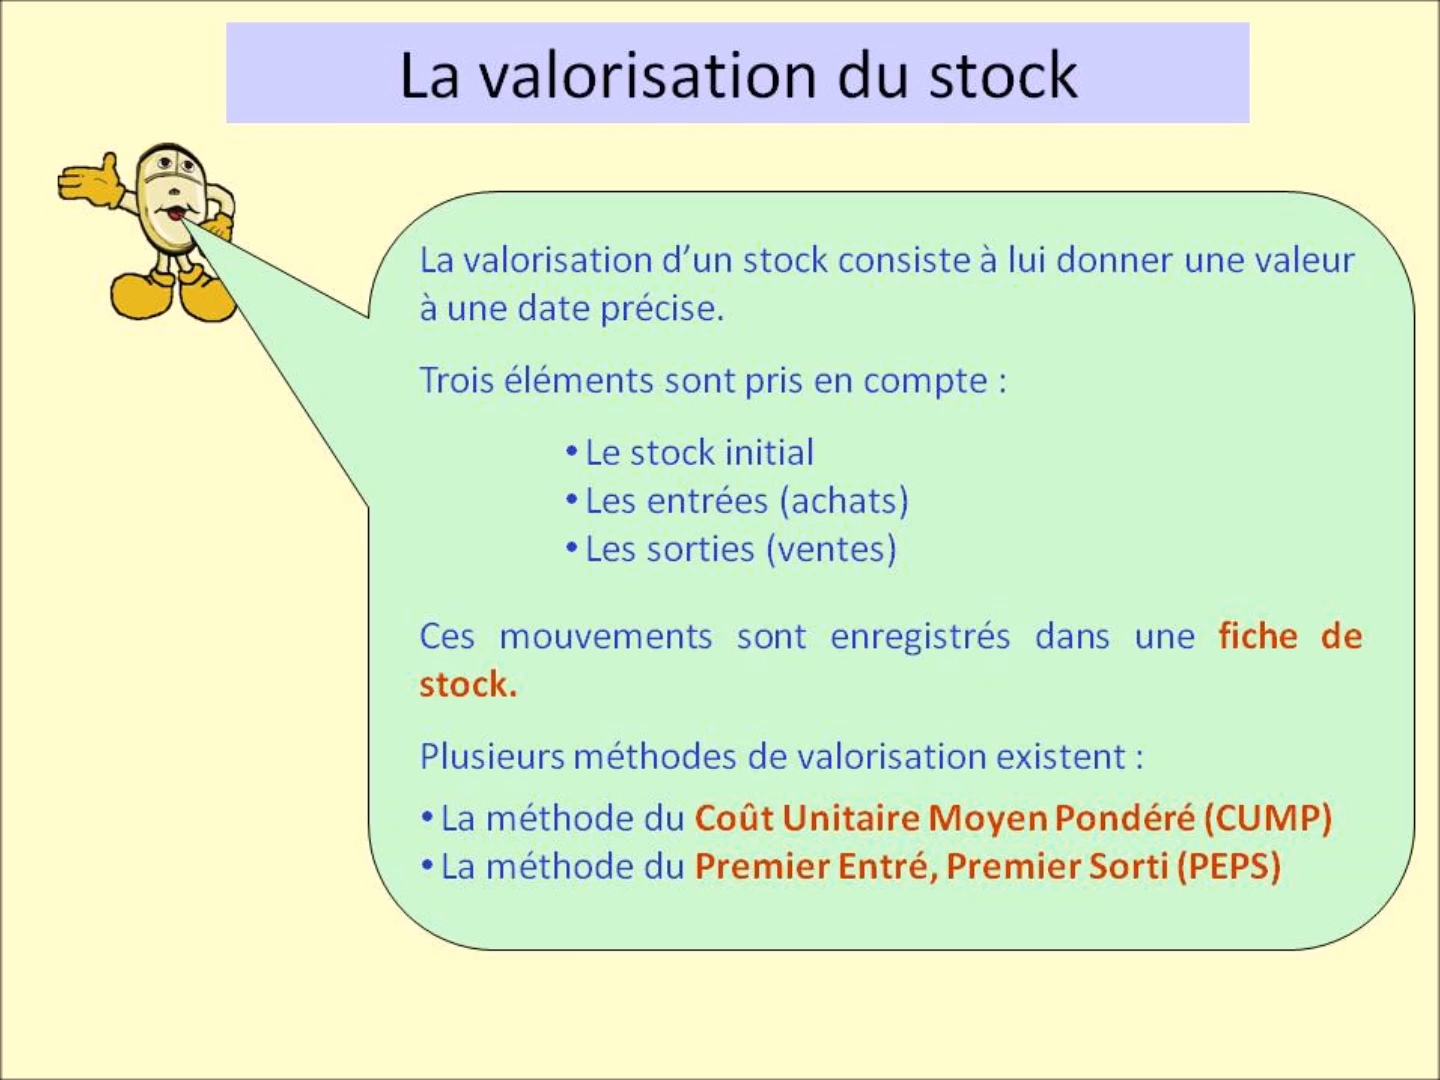 La valorisation du stock
La valorisation d’un stock consiste à lui donner une valeur
à une date précise.
Trois éléments sont pris en compte :
• Le stock initial
• Les entrées (achats)
• Les sorties (ventes)
Ces mouvements sont enregistrés dans une fiche de
stock.
Plusieurs méthodes de valorisation existent :
• La méthode du Coût Unitaire Moyen Pondéré (CUMP)
• La méthode du Premier Entré, Premier Sorti (PEPS)